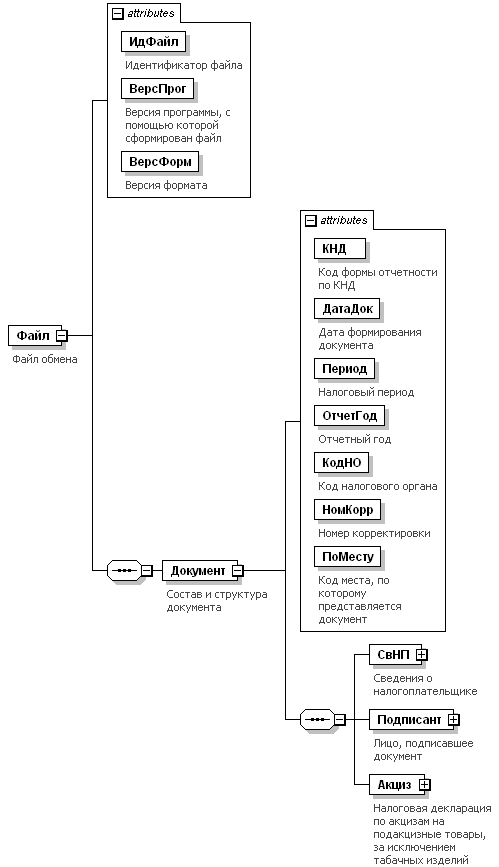 attributes
ИдФайл
Идентификатор файла
ВерсПрог
Версия программы, с
помощью которой
сформирован файл
ВерсФорм
Версия формата
Файл
Файл обмена
attributes
КНД
Код формы отчетности
по КНД
ДатаДок
Дата формирования
документа
Период
Налоговый период
ОтчетГод
Отчетный год
КодНО
Код налогового органа
НомКорр
Номер корректировки
ПоМесту
Код места, по
которому
представляется
документ
Документ
Состав и структура
документа
СвНП
Сведения о
налогоплательщике
Подписант
Лицо, подписавшее
документ
Акциз
Налоговая декларация
по акцизам на
подакцизные товары,
за исключением
табачных изделий